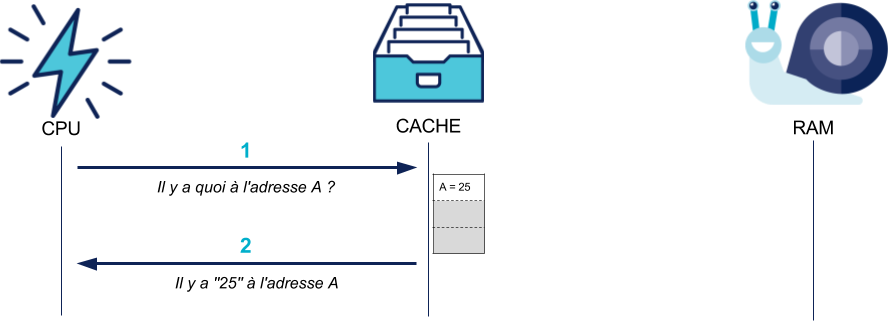 CPU
CACHE
RAM
1
Il y a quoi à l'adresse A ?
A = 25
2
Il y a "25" à l'adresse A